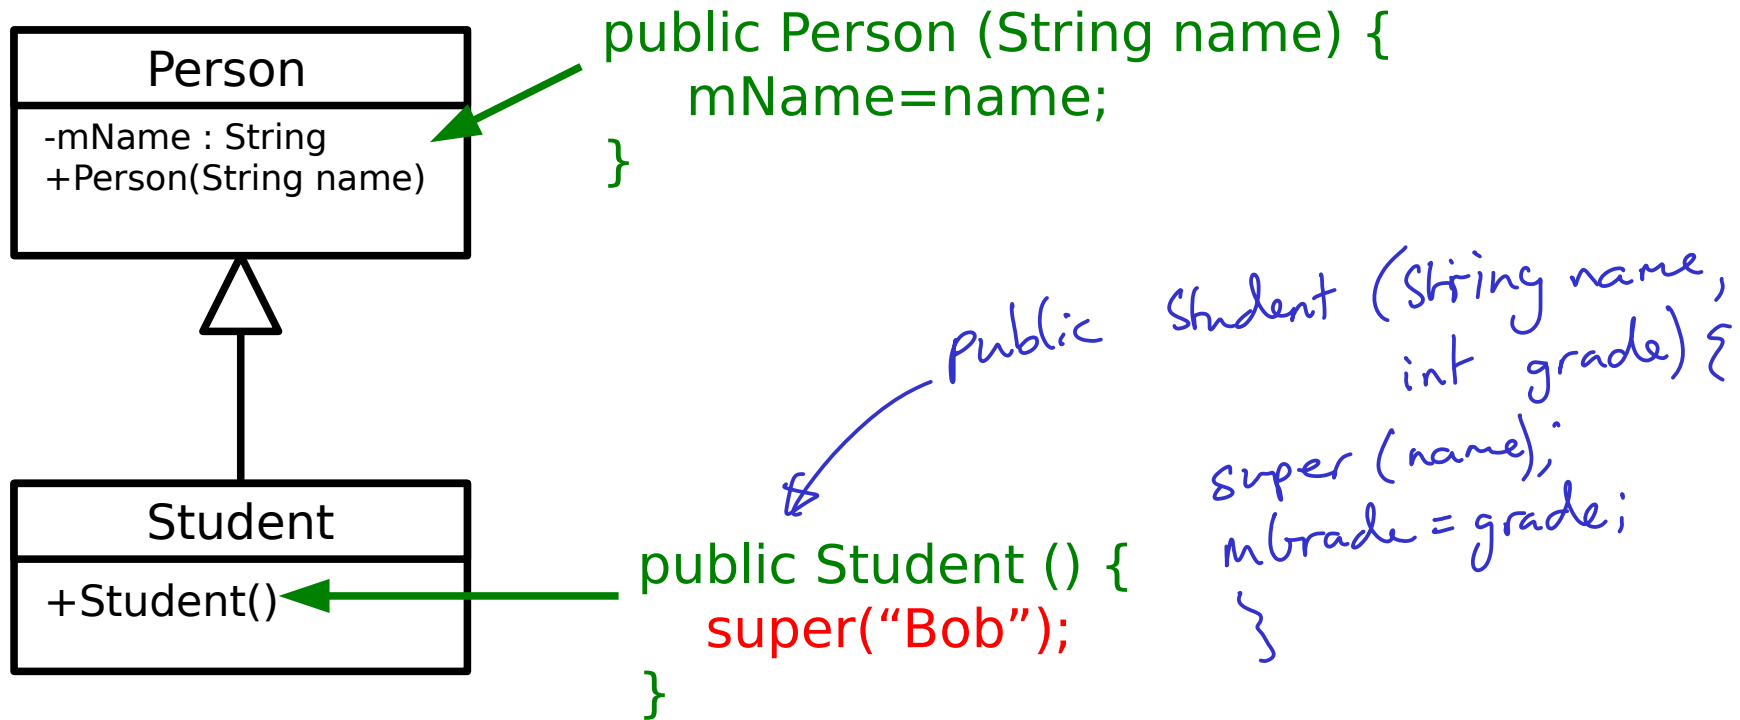 Person
-mName : String
+Person(String name)
public Person (String name) {
mName=name;
}
public Student (String name,
int grade) {
super (name);
mGrade = grade;
}
Student
+Student()
public Student () {
super(“Bob”);
}